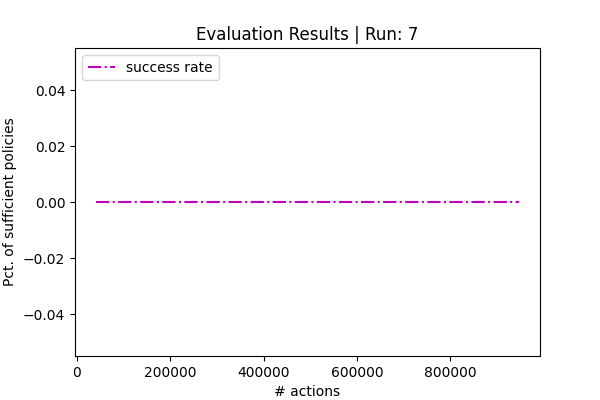 Evaluation Results | Run: 7
success rate
Pct. of sufficient policies
0.04
0.02
0.00
−0.02
−0.04
0 200000 400000 600000 800000
# actions